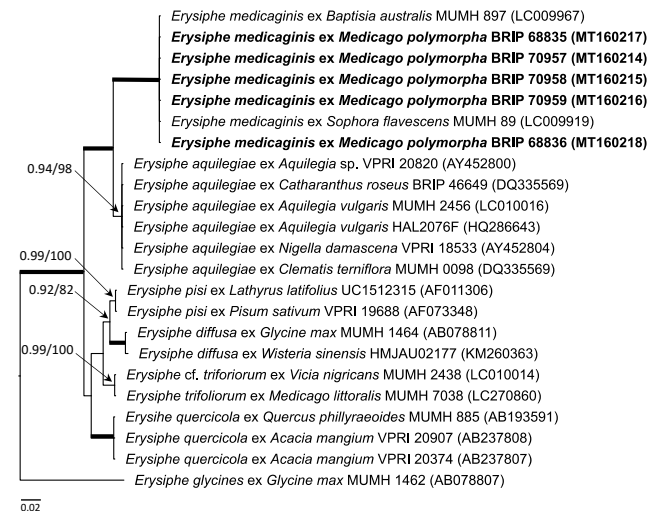 Erysiphe medicaginis ex Baptisia australis MUMH 897 (LC009967)
Erysiphe medicaginis ex Medicago polymorpha BRIP 68835 (MT160217)
Erysiphe medicaginis ex Medicago polymorpha BRIP 70957 (MT160214)
Erysiphe medicaginis ex Medicago polymorpha BRIP 70958 (MT160215)
Erysiphe medicaginis ex Medicago polymorpha BRIP 70959 (MT160216)
Erysiphe medicaginis ex Sophora flavescens MUMH 89 (LC009919)
Erysiphe medicaginis ex Medicago polymorpha BRIP 68836 (MT160218)
0.94/98
Erysiphe aquilegiae ex Aquilegia sp. VPRI 20820 (AY452800)
Erysiphe aquilegiae ex Catharanthus roseus BRIP 46649 (DQ335569)
Erysiphe aquilegiae ex Aquilegia vulgaris MUMH 2456 (LC010016)
Erysiphe aquilegiae ex Aquilegia vulgaris HAL2076F (HQ286643)
Erysiphe aquilegiae ex Nigella damascena VPRI 18533 (AY452804)
0.99/100
Erysiphe aquilegiae ex Clematis terniflora MUMH 0098 (DQ335569)
0.92/82
Erysiphe pisi ex Lathyrus latifolius UC1512315 (AF011306)
Erysiphe pisi ex Pisum sativum VPRI 19688 (AF073348)
Erysiphe diffusa ex Glycine max MUMH 1464 (AB078811)
0.99/100
Erysiphe diffusa ex Wisteria sinensis HMJAU02177 (KM260363)
Erysiphe cf. triforiorum ex Vicia nigricans MUMH 2438 (LC010014)
Erysiphe trifoliorum ex Medicago littoralis MUMH 7038 (LC270860)
Erysihe quercicola ex Quercus phillyraeoides MUMH 885 (AB193591)
Erysiphe quercicola ex Acacia mangium VPRI 20907 (AB237808)
Erysiphe quercicola ex Acacia mangium VPRI 20374 (AB237807)
Erysiphe glycines ex Glycine max MUMH 1462 (AB078807)
0.02